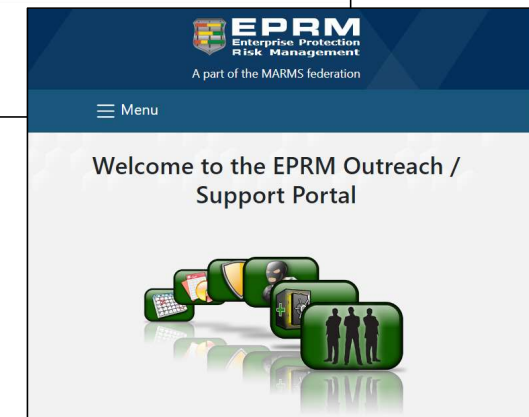 EPRM
Enterprise Protection
Risk Management
A part of the MARMS federation
Menu
Welcome to the EPRM Outreach /
Support Portal